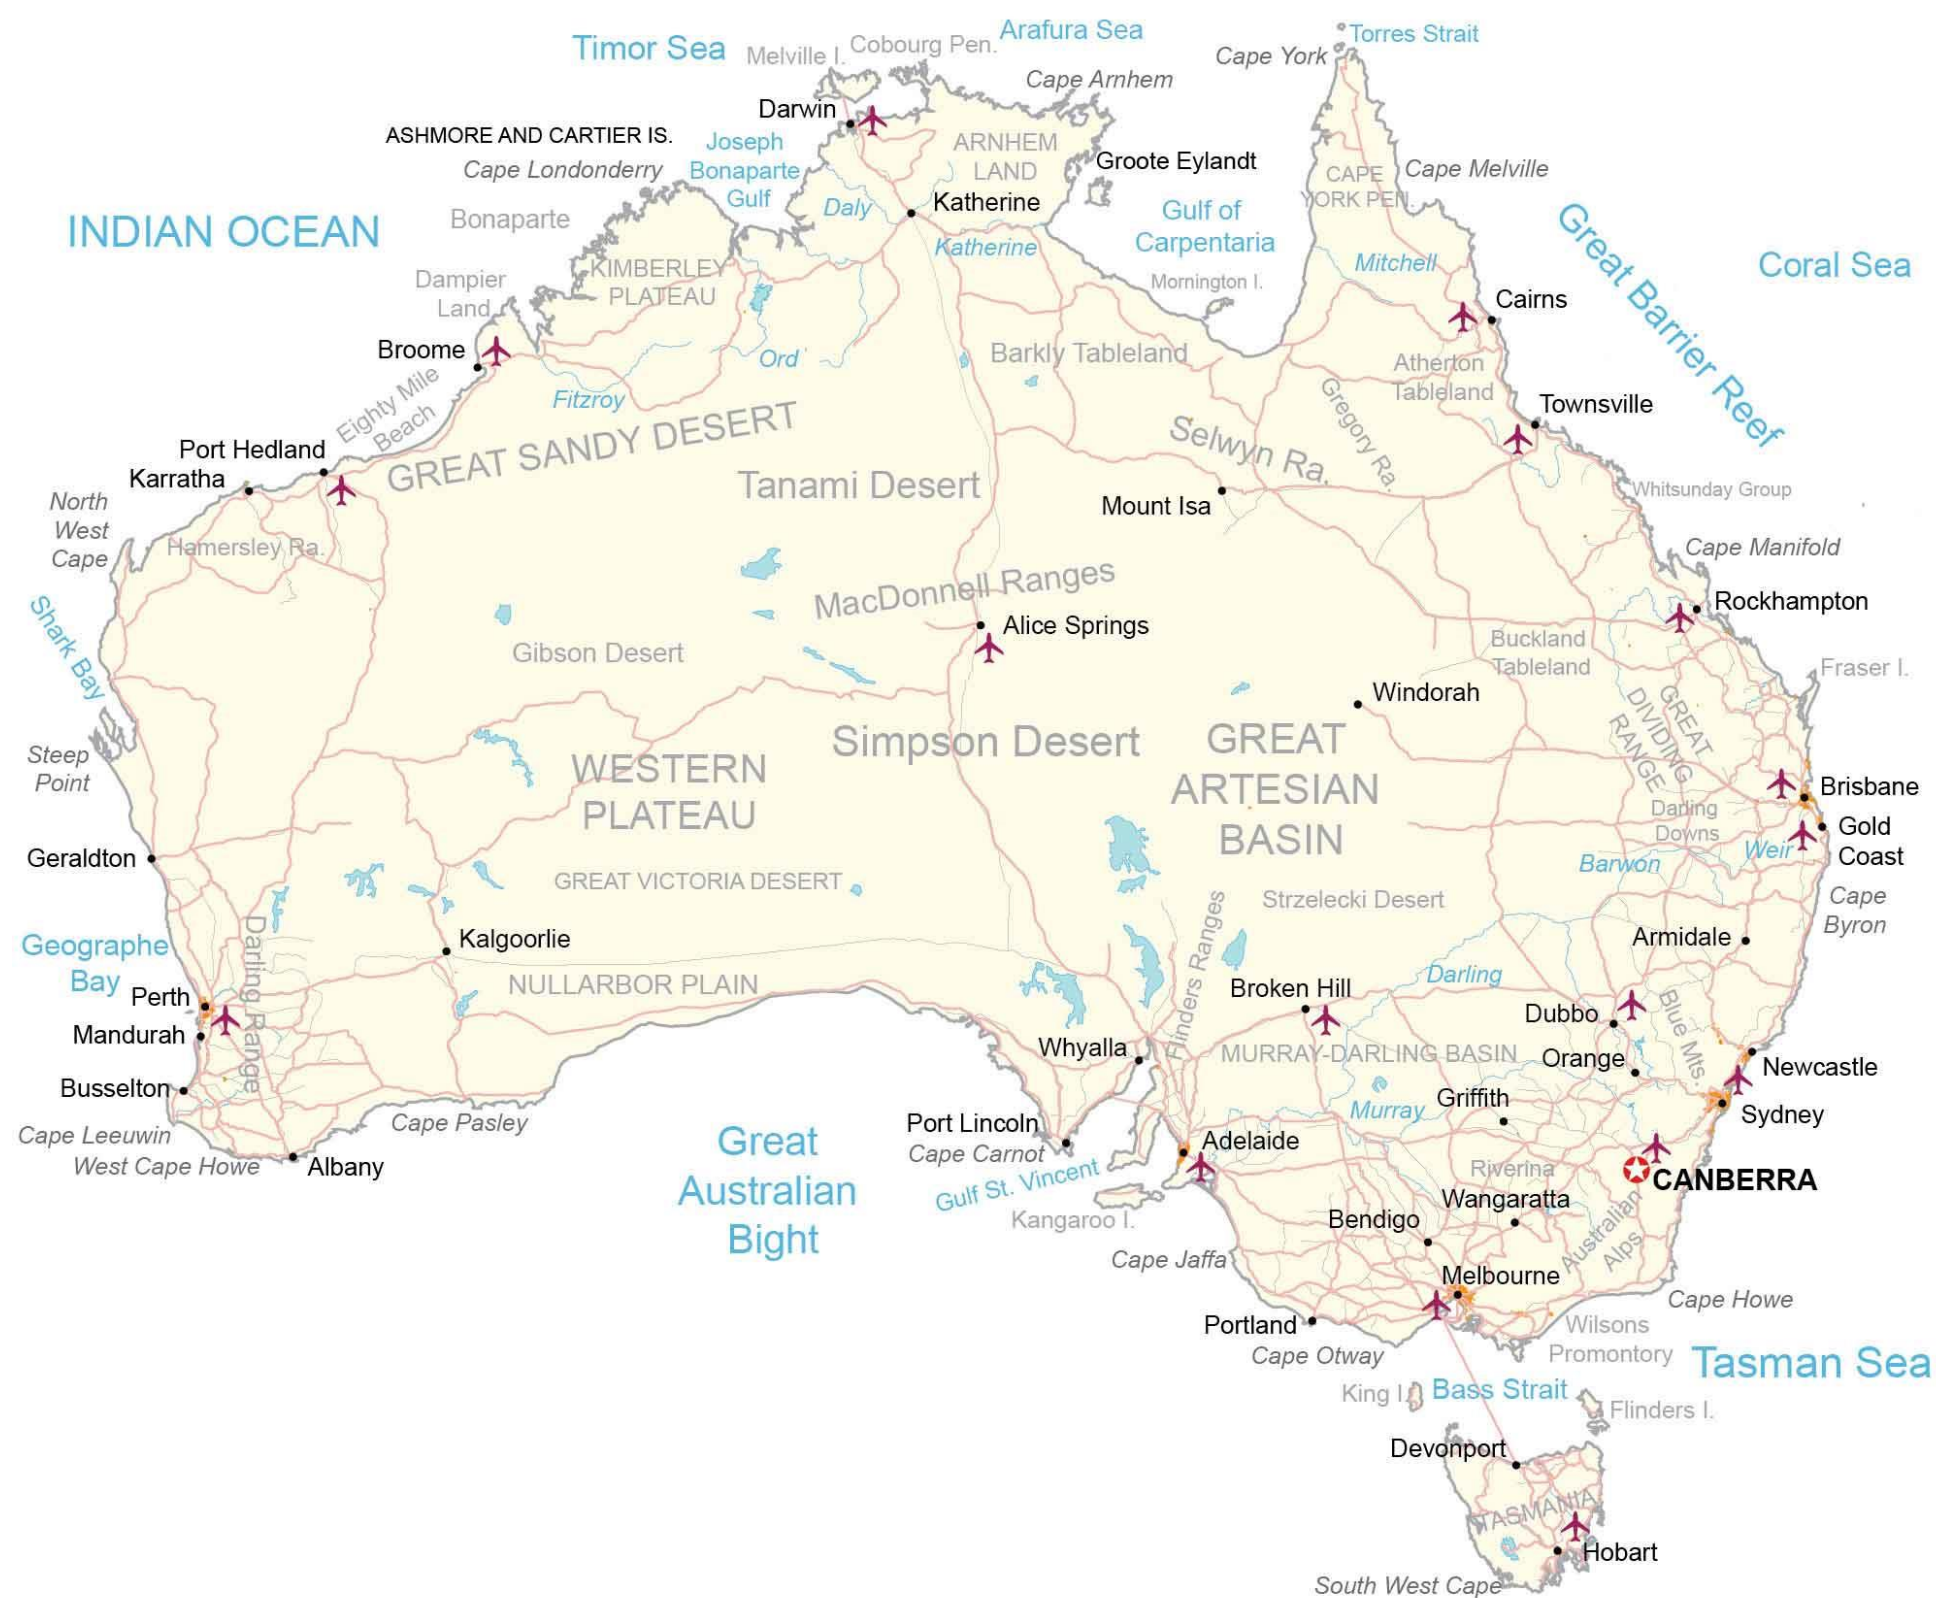 Torres Strait
Arafura Sea
Timor Sea
Cobourg Pen.
Melville I.
Cape York
Cape Arnhem
Darwin
ASHMORE AND CARTIER IS.
Joseph
Bonaparte
Gulf
ARNHEM
LAND
Groote Eylandt
Cape Londonderry
CAPE
YORK PEN.
Cape Melville
INDIAN OCEAN
Bonaparte
Daly
Katherine
Katherine
Gulf of
Carpentaria
Great Barrier Reef
Coral Sea
Mitchell
KIMBERLEY
PLATEAU
Dampier
Land
Mornington I.
Cairns
Broome
Ord
Barkly Tableland
Atherton
Tableland
Eighty Mile
Beach
Fitzroy
Gregory Ra.
Townsville
GREAT SANDY DESERT
Selwyn Ra.
Port Hedland
Karratha
Tanami Desert
Mount Isa
Whitsunday Group
North
West
Cape
Hamersley Ra.
Cape Manifold
MacDonnell Ranges
Alice Springs
Rockhampton
Shark Bay
Gibson Desert
Buckland
Tableland
Fraser I.
Windorah
GREAT
DIVIDING
RANGE
Simpson Desert
GREAT
ARTESIAN
BASIN
Steep
Point
WESTERN
PLATEAU
Brisbane
Darling
Downs
Gold
Coast
Weir
Barwon
Geraldton
GREAT VICTORIA DESERT
Strzelecki Desert
Cape
Byron
Geographe
Bay
Darling Range
Kalgoorlie
Flinders Ranges
Armidale
NULLARBOR PLAIN
Darling
Broken Hill
Perth
Dubbo
Blue Mts.
Mandurah
Whyalla
MURRAY-DARLING BASIN
Orange
Newcastle
Busselton
Griffith
Murray
Sydney
Cape Pasley
Port Lincoln
Cape Carnot
Cape Leeuwin
West Cape Howe
Albany
Great
Australian
Bight
Adelaide
Gulf St. Vincent
Riverina
CANBERRA
Wangaratta
Kangaroo I.
Bendigo
Australian
Alps
Cape Jaffa
Melbourne
Cape Howe
Portland
Wilsons
Promontory
Cape Otway
Tasman Sea
King I.
Bass Strait
Flinders I.
Devonport
TASMANIA
Hobart
South West Cape